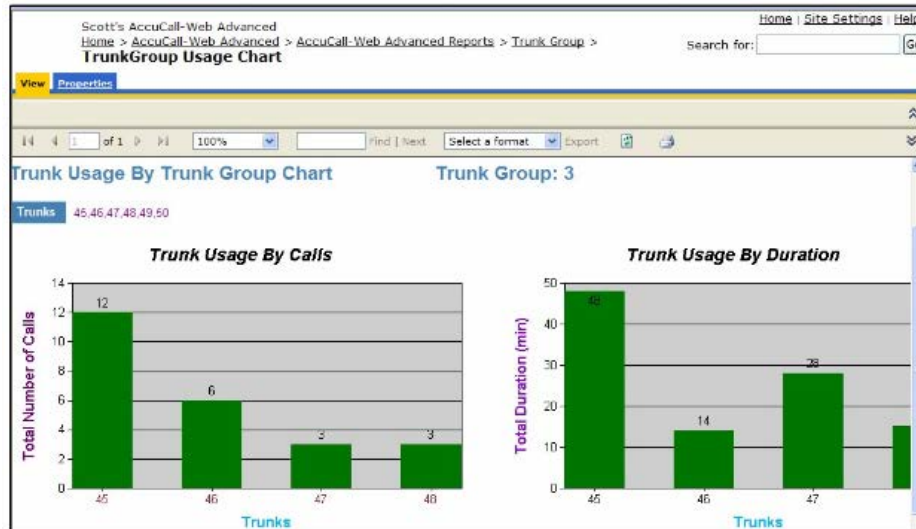 Scott's AccuCall-Web Advanced
Home | Site Settings | Help
Home > AccuCall-Web Advanced > AccuCall-Web Advanced Reports > Trunk Group >
Search for:
TrunkGroup Usage Chart
View Properties
1 of 1 100% Find | Next Select a format Export
Trunk Usage By Trunk Group Chart
Trunk Group: 3
Trunks 45,46,47,48,49,50
Trunk Usage By Calls
Total Number of Calls
14
12
10
8
6
4
2
0
12
6
3
3
45 46 47 48
Trunks
Trunk Usage By Duration
Total Duration (min)
50
40
30
20
10
0
48
14
28
45 46 47
Trunks